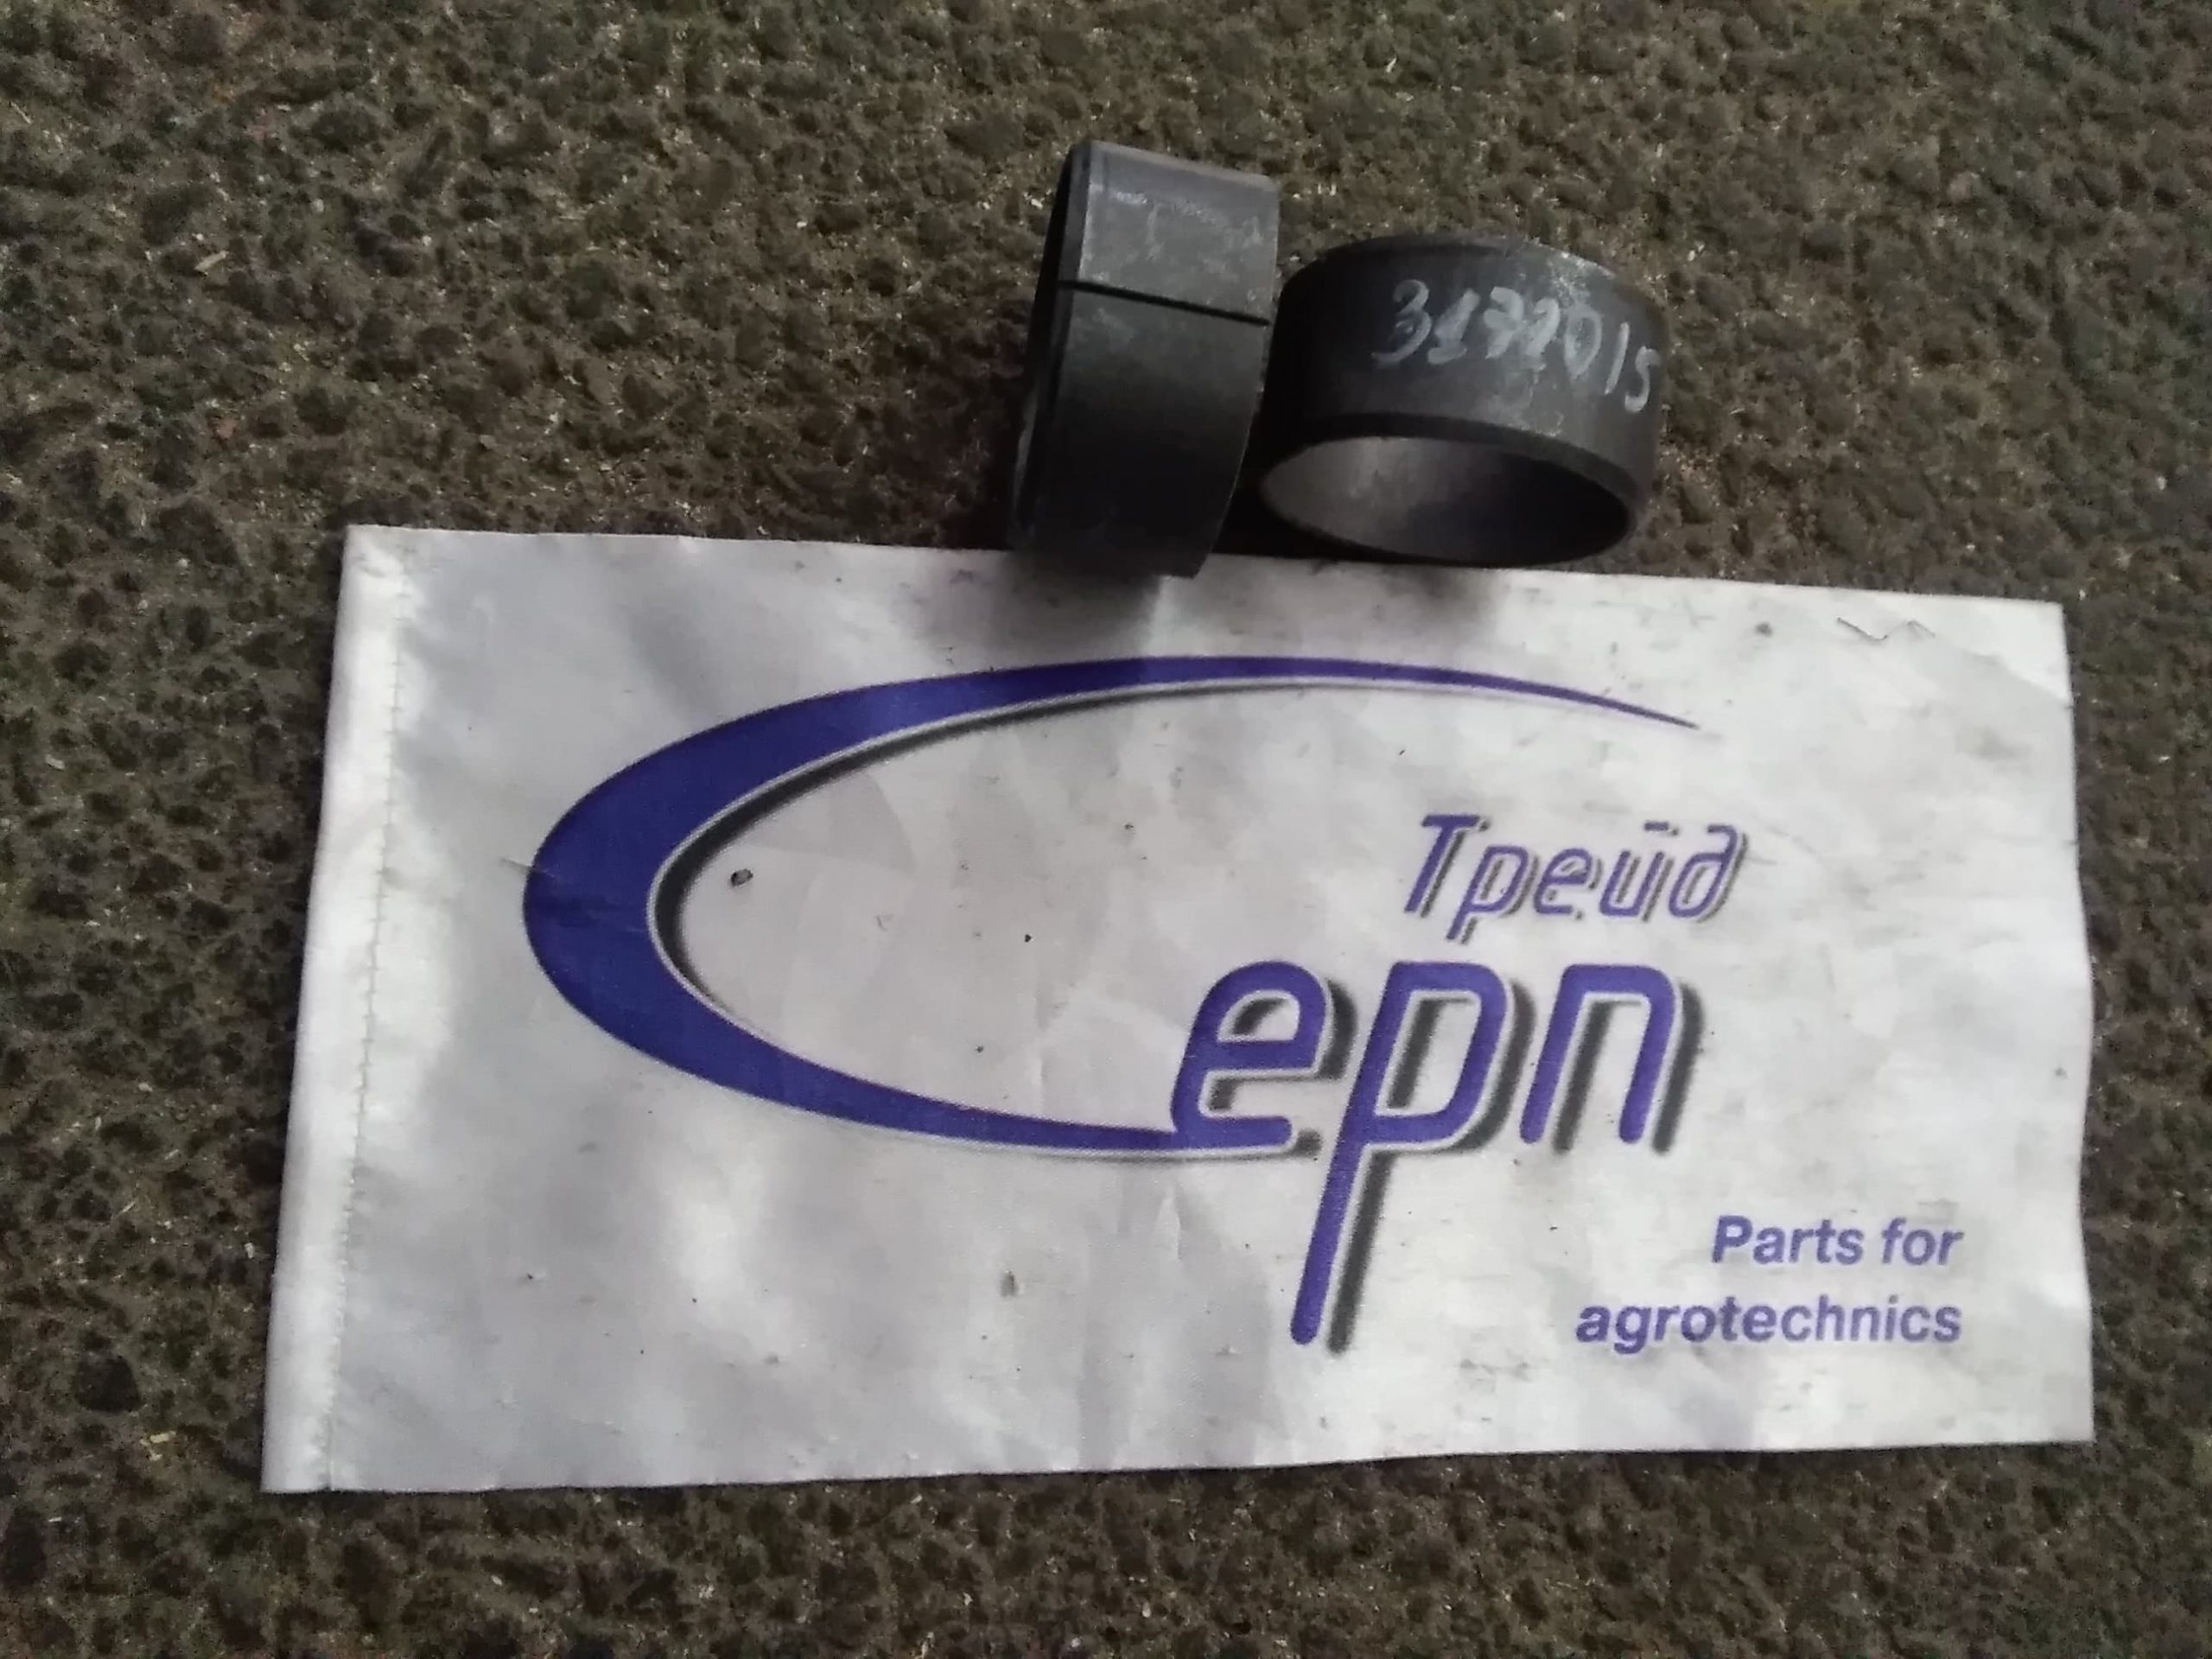 3172015
Трейд
Серп
Parts for
agrotechnics